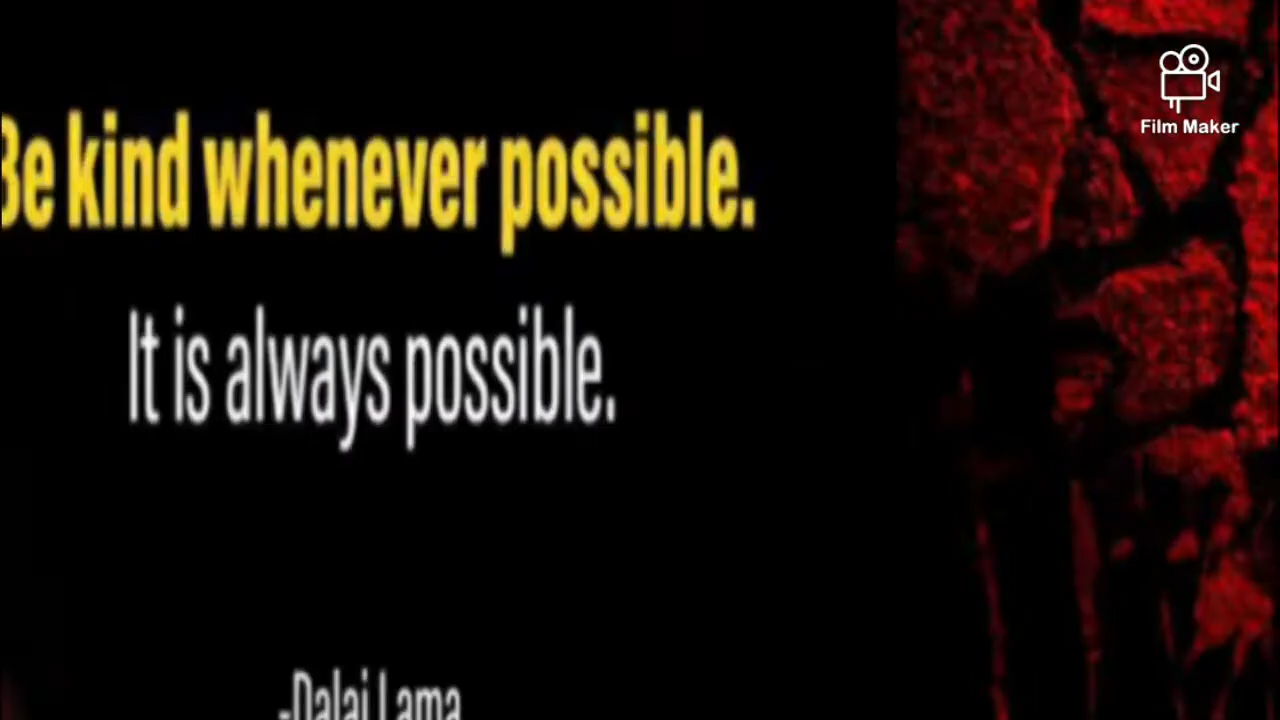 Be kind whenever possible.
It is always possible.
-Dalai Lama
Film Maker